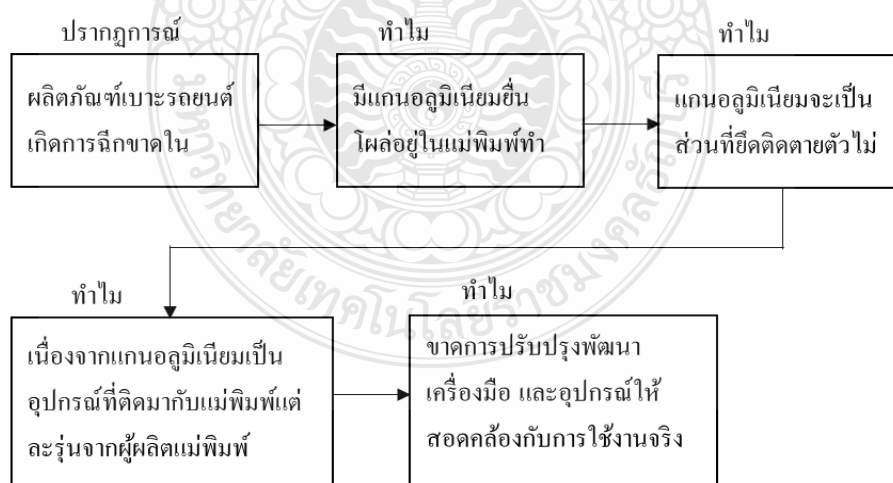 ปรากฏการณ์
ผลิตภัณฑ์เบาะรถยนต์
เกิดการฉีกขาดใน
ทำไม
มีแกนอลูมิเนียมยื่น
โผล่อยู่ในแม่พิมพ์ทำ
ทำไม
แกนอลูมิเนียมจะเป็น
ส่วนที่ยึดติดตายตัวไม่
ทำไม
เนื่องจากแกนอลูมิเนียมเป็น
อุปกรณ์ที่ติดมากับแม่พิมพ์แต่
ละรุ่นจากผู้ผลิตแม่พิมพ์
ทำไม
ขาดการปรับปรุงพัฒนา
เครื่องมือ และอุปกรณ์ให้
สอดคล้องกับการใช้งานจริง